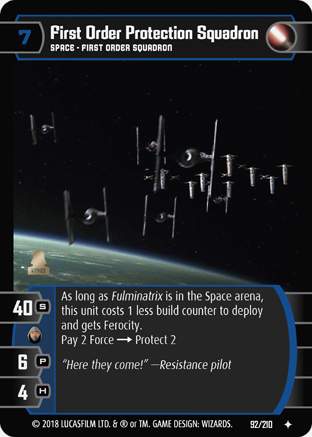 7
First Order Protection Squadron
SPACE - FIRST ORDER SQUADRON
40 S
As long as Fulminatrix is in the Space arena,
this unit costs 1 less build counter to deploy
and gets Ferocity.
Pay 2 Force → Protect 2
6 P
“Here they come!” —Resistance pilot
4 H
© 2018 LUCASFILM LTD. & ® or TM. GAME DESIGN: WIZARDS. 92/210